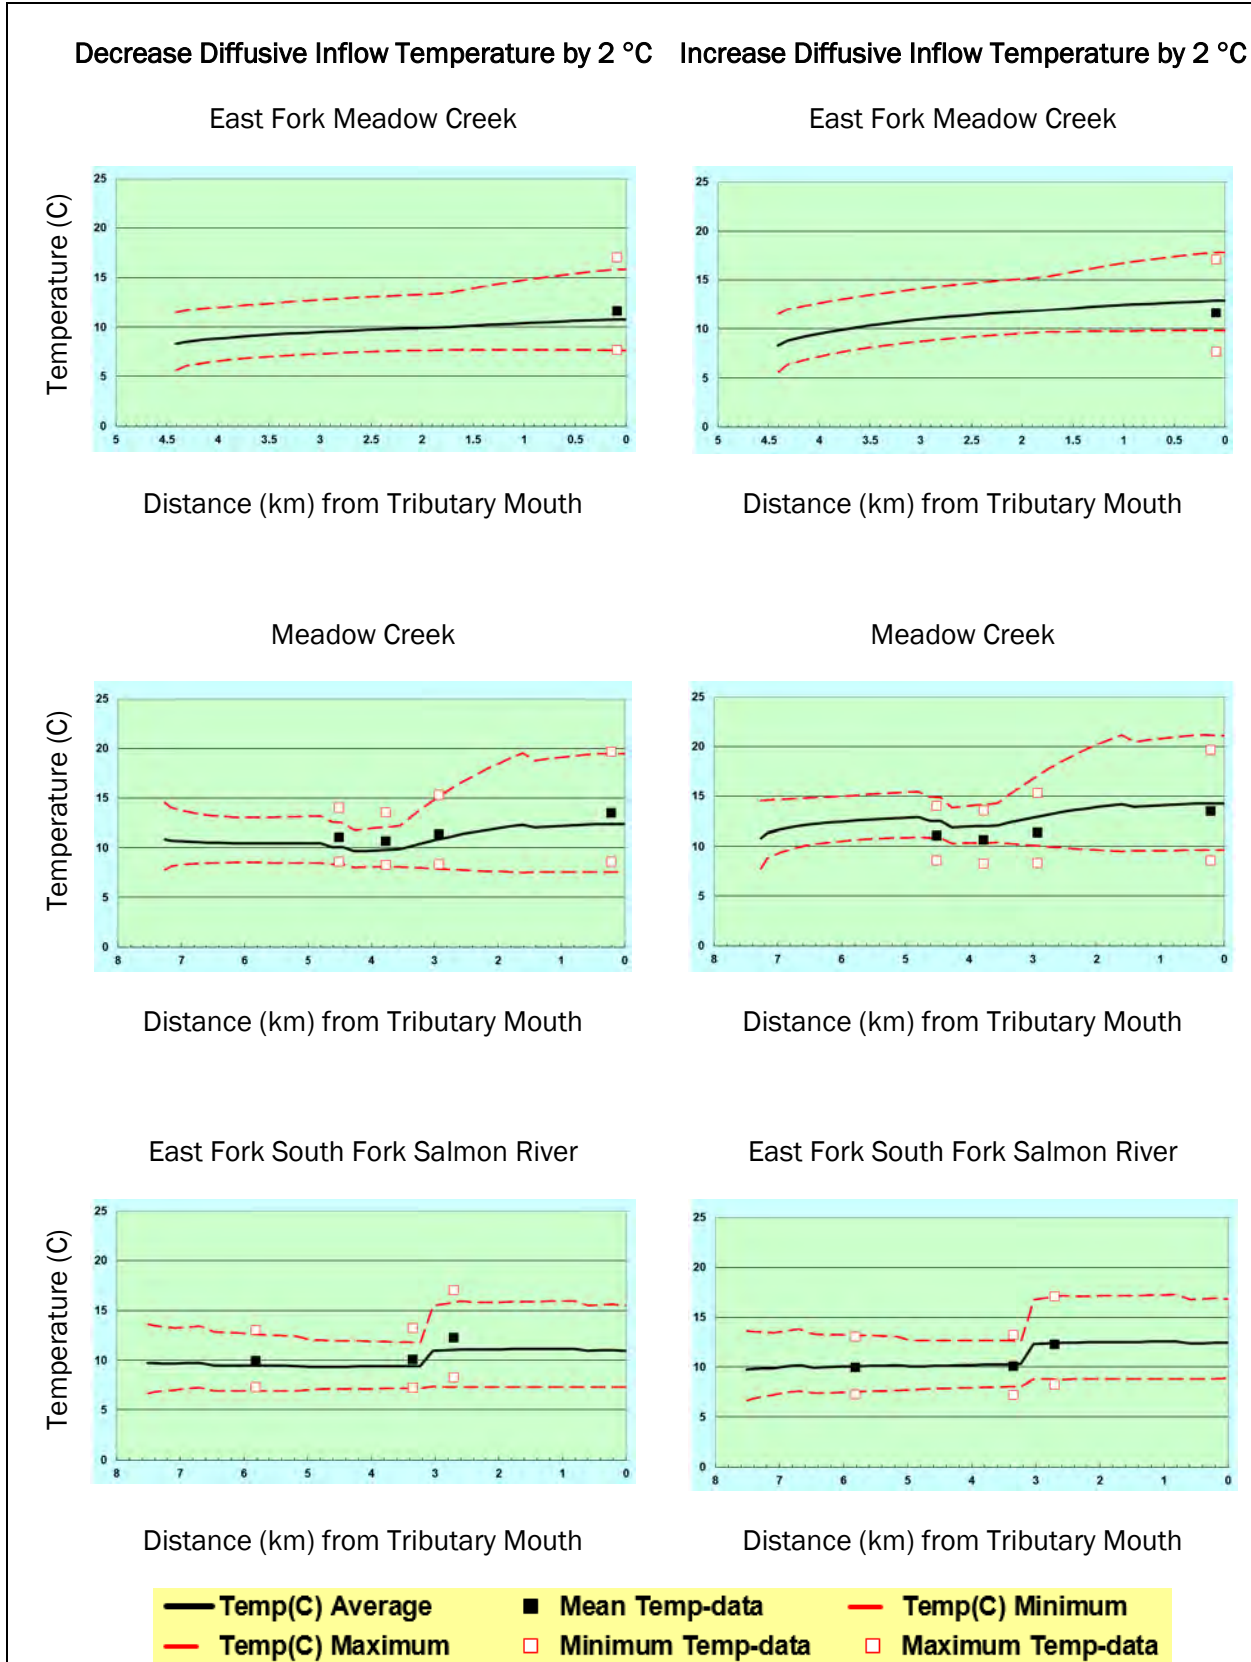 Decrease Diffusive Inflow Temperature by 2 °C Increase Diffusive Inflow Temperature by 2 °C
East Fork Meadow Creek East Fork Meadow Creek
Temperature (C)
25 25
20 20
15 15
10 10
5 5
0 0
5 4.5 4 3.5 3 2.5 2 1.5 1 0.5 0 5 4.5 4 3.5 3 2.5 2 1.5 1 0.5 0
Distance (km) from Tributary Mouth Distance (km) from Tributary Mouth
Meadow Creek Meadow Creek
Temperature (C)
25 25
20 20
15 15
10 10
5 5
0 0
8 7 6 5 4 3 2 1 0 8 7 6 5 4 3 2 1 0
Distance (km) from Tributary Mouth Distance (km) from Tributary Mouth
East Fork South Fork Salmon River East Fork South Fork Salmon River
Temperature (C)
25 25
20 20
15 15
10 10
5 5
0 0
8 7 6 5 4 3 2 1 0 8 7 6 5 4 3 2 1 0
Distance (km) from Tributary Mouth Distance (km) from Tributary Mouth
Temp(C) Average Mean Temp-data Temp(C) Minimum
Temp(C) Maximum Minimum Temp-data Maximum Temp-data